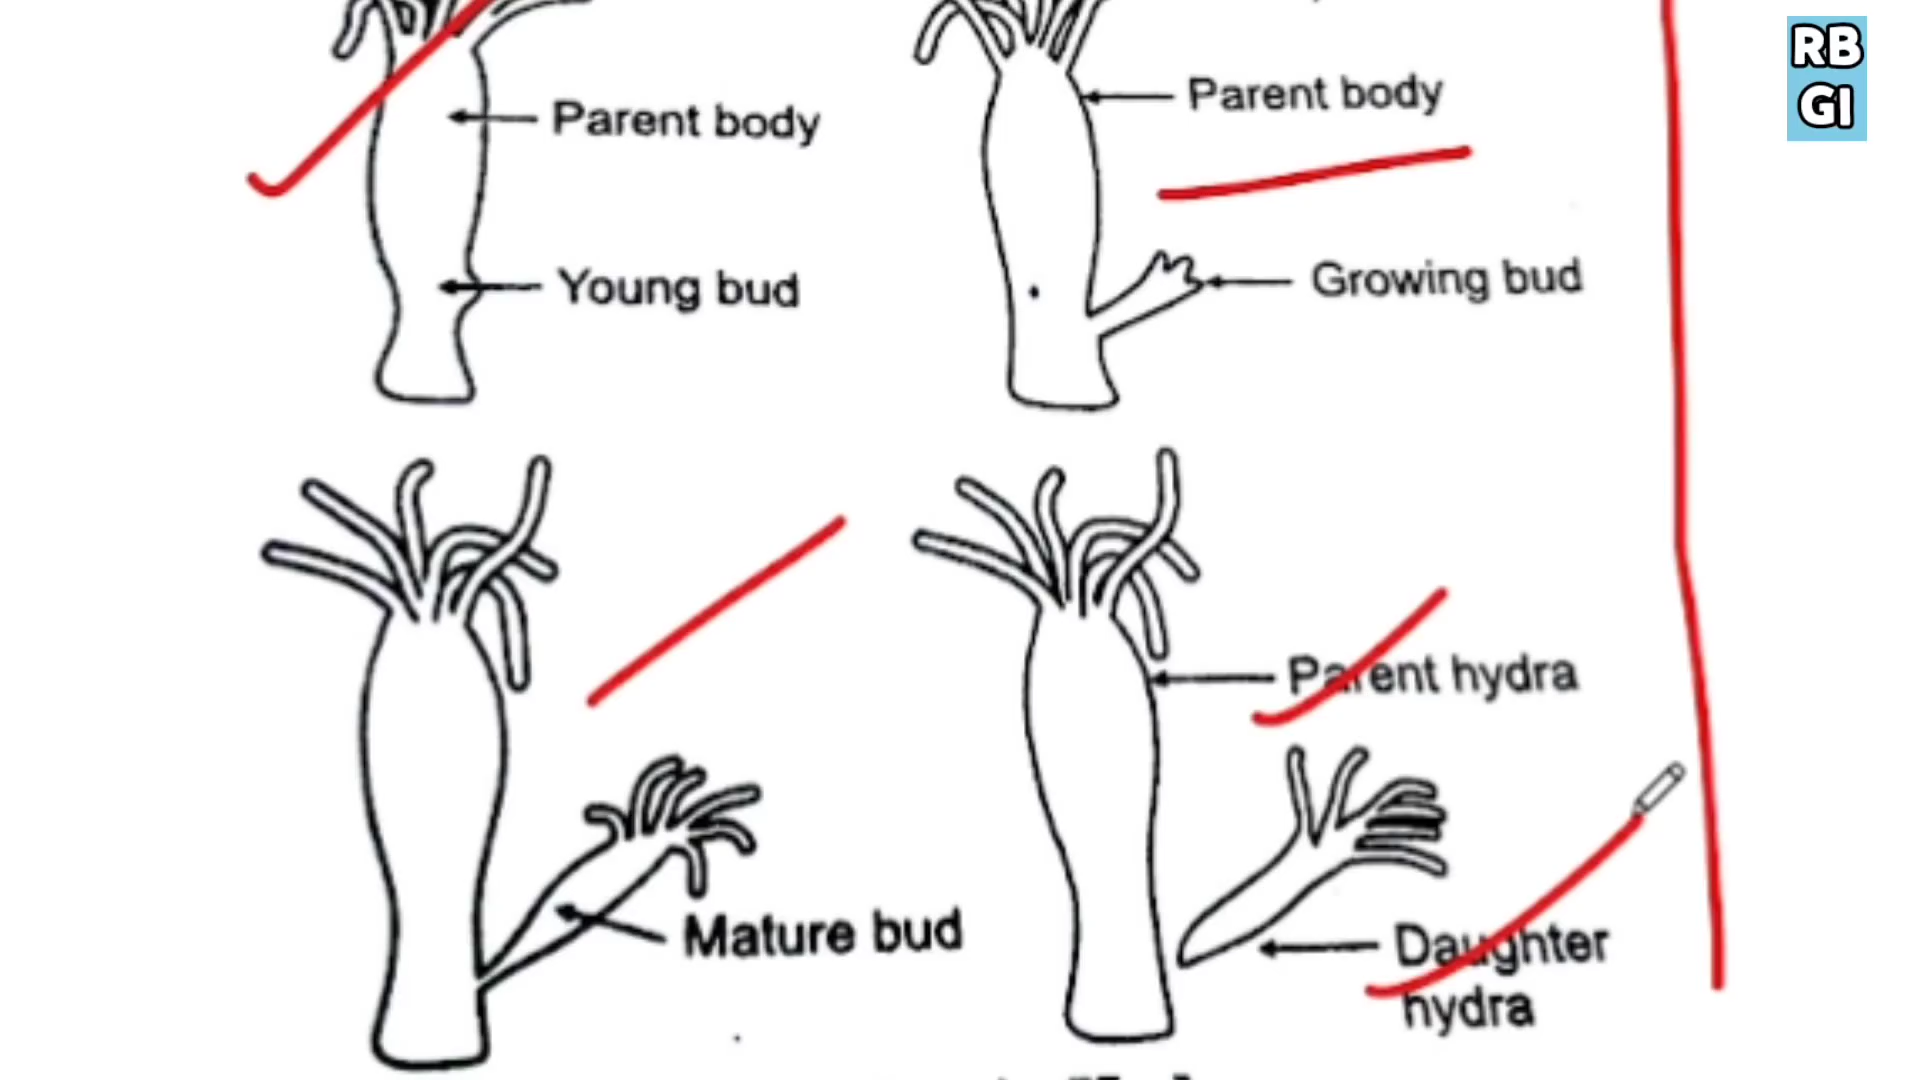 RB
GI
Parent body
Parent body
Young bud
Growing bud
Parent hydra
Mature bud
Daughter
hydra